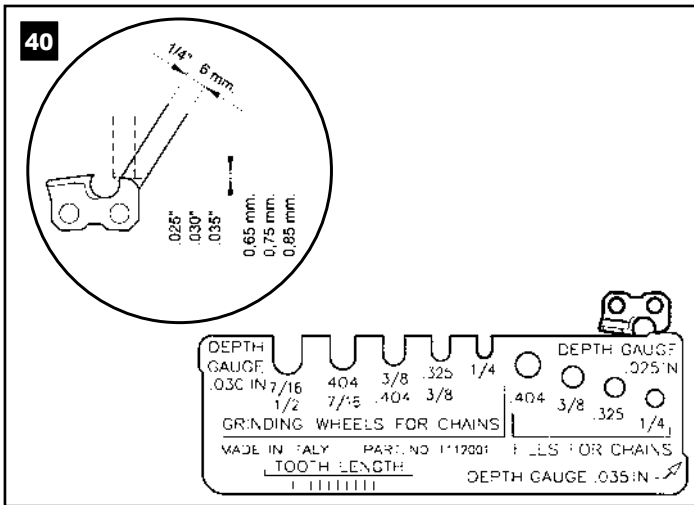 40
1/4" 6 mm.
.025"
.030"
.035"
0,65 mm.
0,75 mm.
0,85 mm.
DEPTH GAUGE .030 IN
DEPTH GAUGE .025 IN
7/16 404 3/8 .325 1/4
1/2 7/16 .404 3/8
.404 3/8 .325 1/4
GRINDING WHEELS FOR CHAINS
FILES FOR CHAINS
MADE IN ITALY PART. NO 1112001
TOOTH LENGTH
DEPTH GAUGE .035 IN